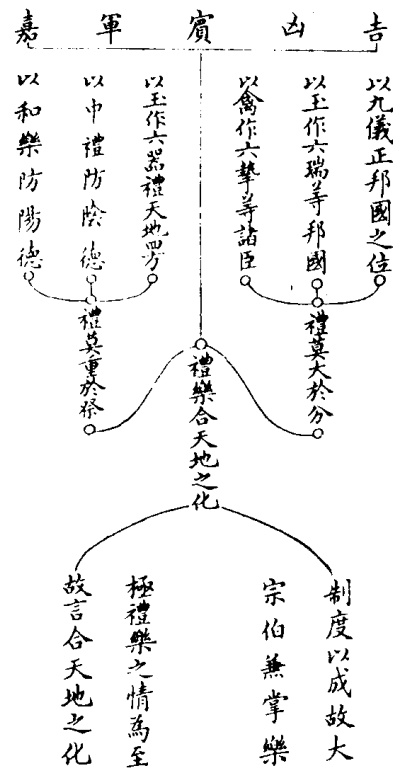 吉凶賓軍嘉
以九儀正邦國之位
以玉作六瑞等邦國
以禽作六摯等諸臣
以玉作六器禮天地四方
以中禮防陰德
以和樂防陽德
禮莫大於分
禮莫重於祭
禮樂合天地之化
制度以成故大
宗伯兼掌樂
極禮樂之情為至
故言合天地之化